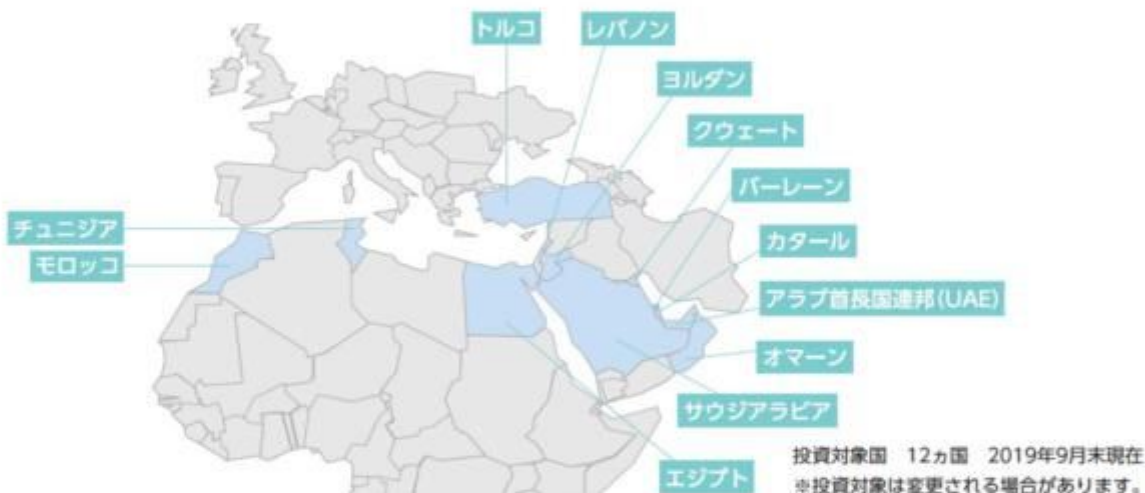 トルコ
レバノン
ヨルダン
クウェート
バーレーン
チュニジア
カタール
モロッコ
アラブ首長国連邦(UAE)
オマーン
サウジアラビア
投資対象国 12ヵ国 2019年9月末現在
エジプト
※投資対象は変更される場合があります。